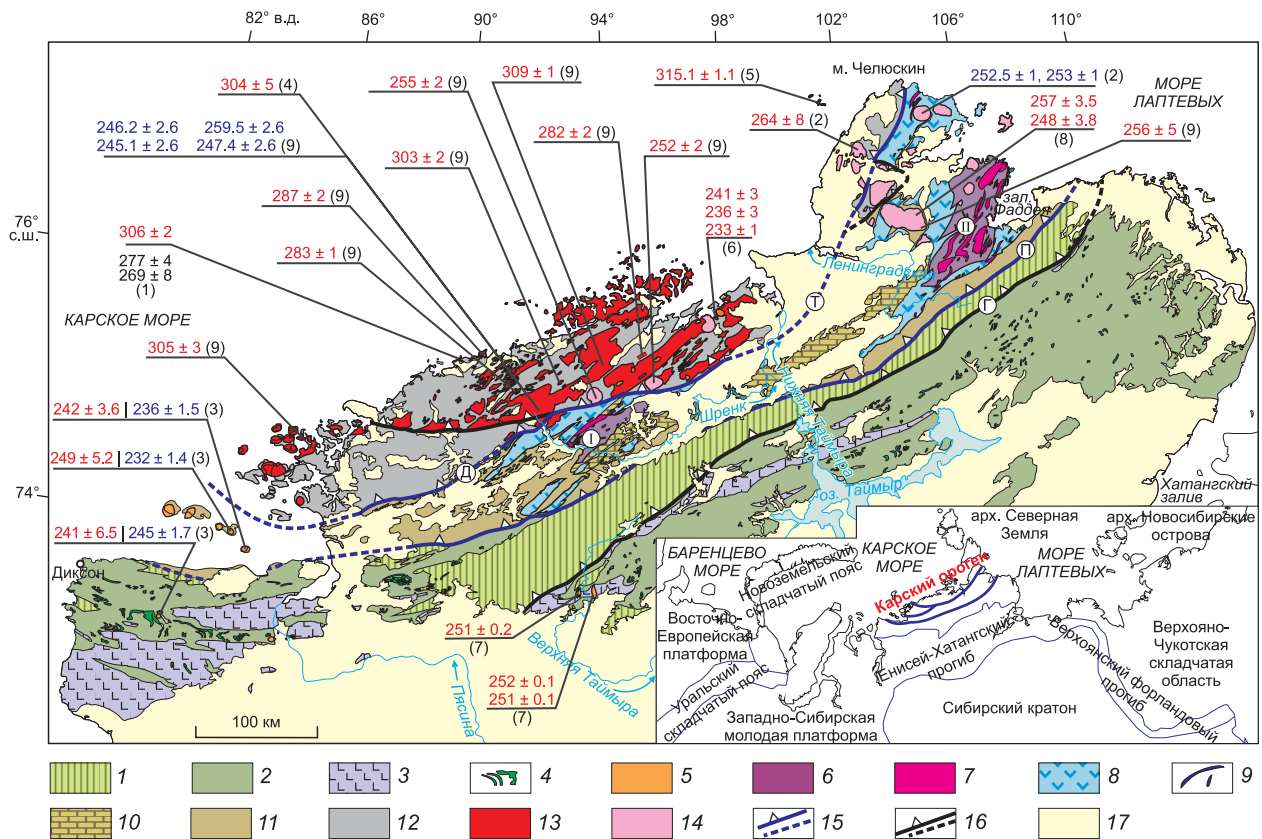 82° в.д.
86°
90°
94°
98°
102°
106°
110°
304 ± 5 (4)
255 ± 2 (9)
309 ± 1 (9)
315.1 ± 1.1 (5)
м. Челюскин
252.5 ± 1, 253 ± 1 (2)
МОРЕ
ЛАПТЕВЫХ
246.2 ± 2.6
259.5 ± 2.6
245.1 ± 2.6
247.4 ± 2.6 (9)
282 ± 2 (9)
264 ± 8 (2)
257 ± 3.5
248 ± 3.8
(8)
256 ± 5 (9)
303 ± 2 (9)
252 ± 2 (9)
287 ± 2 (9)
241 ± 3
236 ± 3
233 ± 1
(6)
зал.
Фаддея
76°
с.ш.
306 ± 2
277 ± 4
269 ± 8
(1)
283 ± 1 (9)
II
П
Ленинградская
Т
Г
КАРСКОЕ МОРЕ
305 ± 3 (9)
Нижняя Таймыра
Шренк
242 ± 3.6 | 236 ± 1.5 (3)
I
Д
249 ± 5.2 | 232 ± 1.4 (3)
74°
оз. Таймыр
Хатангский
залив
241 ± 6.5 | 245 ± 1.7 (3)
Диксон
арх. Северная
Земля
арх. Новосибирские
острова
БАРЕНЦЕВО
МОРЕ
Новоземельский
складчатый пояс
КАРСКОЕ
МОРЕ
МОРЕ
ЛАПТЕВЫХ
Карский ороген
Восточно-
Европейская
платформа
251 ± 0.2
(7)
Верхняя Таймыра
252 ± 0.1
251 ± 0.1
(7)
Пясина
Уральский
складчатый пояс
Енисей-Хатангский
прогиб
Верхоянский форландовый
прогиб
Верхояно-
Чукотская
складчатая
область
Западно-Сибирская
молодая платформа
Сибирский кратон
100 км
1
2
3
4
5
6
7
8
9
10
11
12
13
14
15
16
17